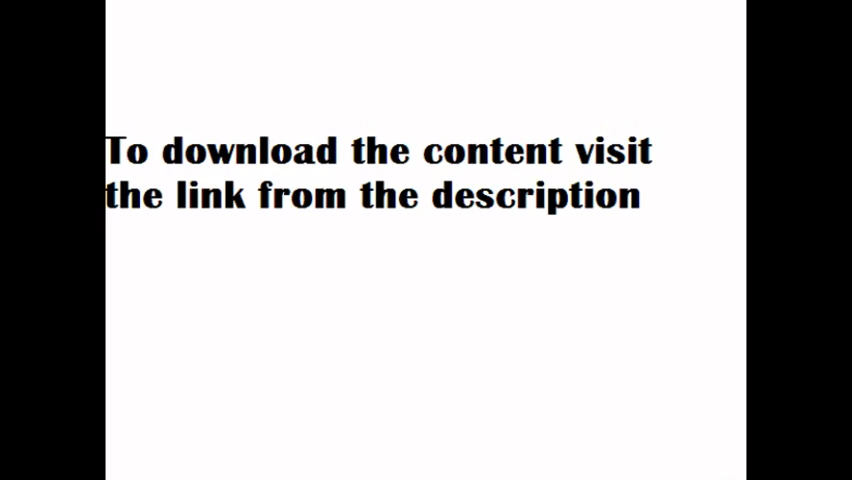 To download the content visit
the link from the description